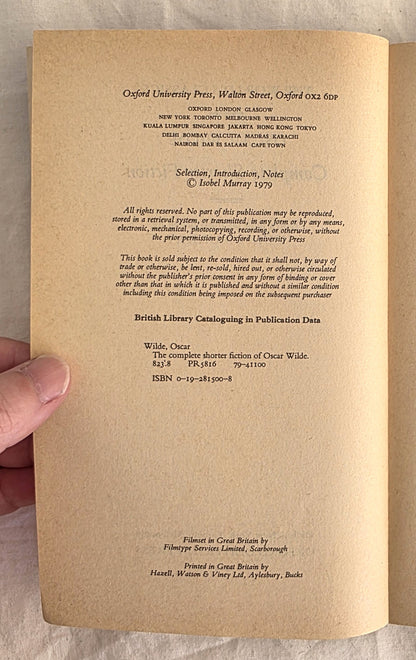 Oxford University Press, Walton Street, Oxford OX2 6DP
OXFORD LONDON GLASGOW
NEW YORK TORONTO MELBOURNE WELLINGTON
KUALA LUMPUR SINGAPORE JAKARTA HONG KONG TOKYO
DELHI BOMBAY CALCUTTA MADRAS KARACHI
NAIROBI DAR ES SALAAM CAPE TOWN
Selection, Introduction, Notes
© Isobel Murray 1979
All rights reserved. No part of this publication may be reproduced,
stored in a retrieval system, or transmitted, in any form or by any means,
electronic, mechanical, photocopying, recording, or otherwise, without
the prior permission of Oxford University Press
This book is sold subject to the condition that it shall not, by way of
trade or otherwise, be lent, re-sold, hired out, or otherwise circulated
without the publisher's prior consent in any form of binding or cover
other than that in which it is published and without a similar condition
including this condition being imposed on the subsequent purchaser
British Library Cataloguing in Publication Data
Wilde, Oscar
The complete shorter fiction of Oscar Wilde.
823'.8 PR5816 79-41100
ISBN 0-19-281500-8
Filmset in Great Britain by
Filmtype Services Limited, Scarborough
Printed in Great Britain by
Hazell, Watson & Viney Ltd, Aylesbury, Bucks